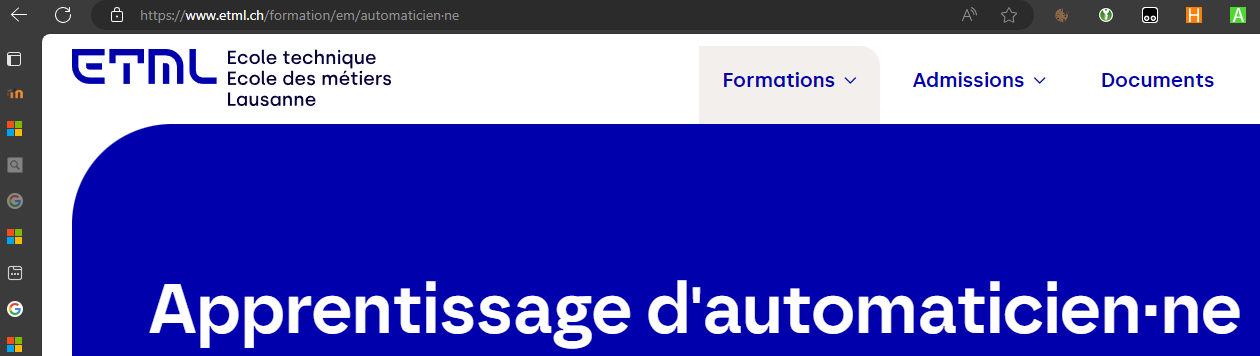 https://www.etml.ch/formation/em/automaticien·ne
ETML
Ecole technique
Ecole des métiers
Lausanne
Formations
Admissions
Documents
Apprentissage d'automaticien·ne